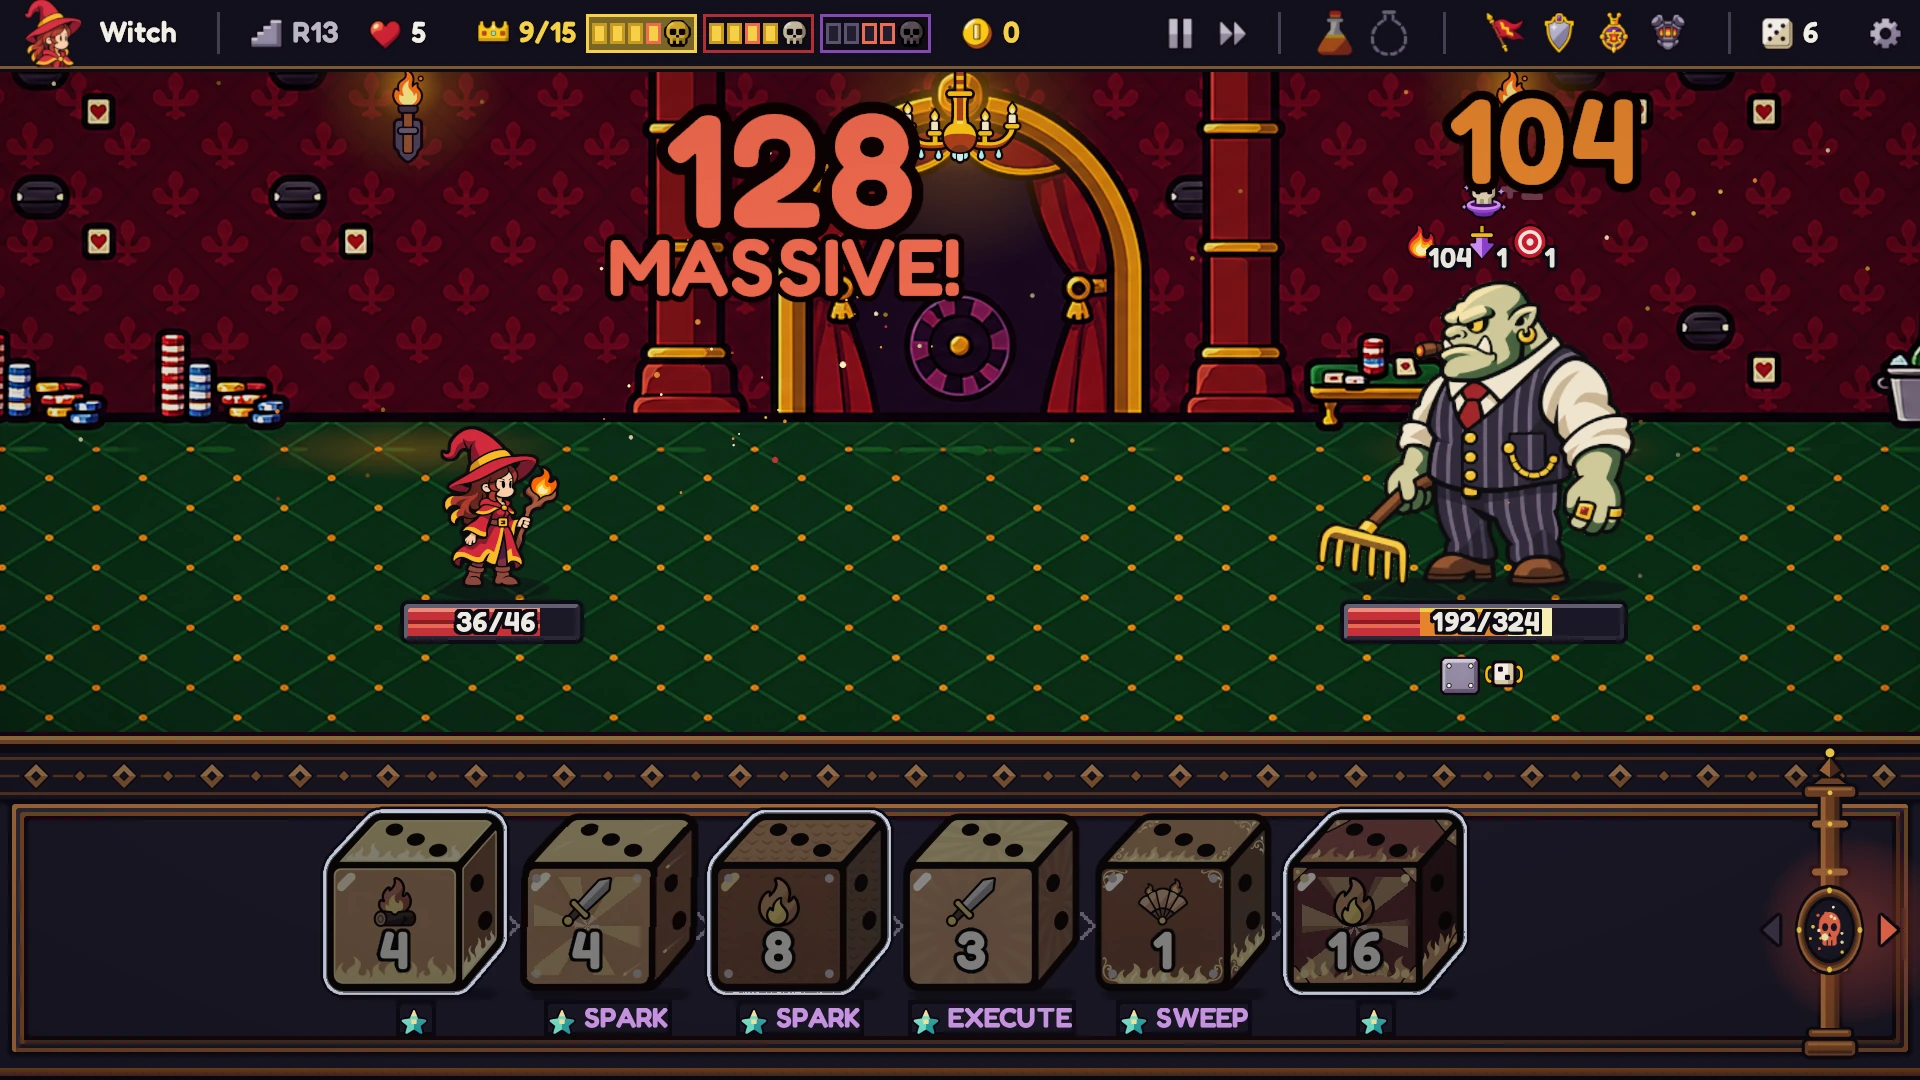 Witch R13 5 9/15 0 6
128
MASSIVE!
104
104 1 1
36/46
192/324
4 4 8 3 1 16
SPARK SPARK EXECUTE SWEEP